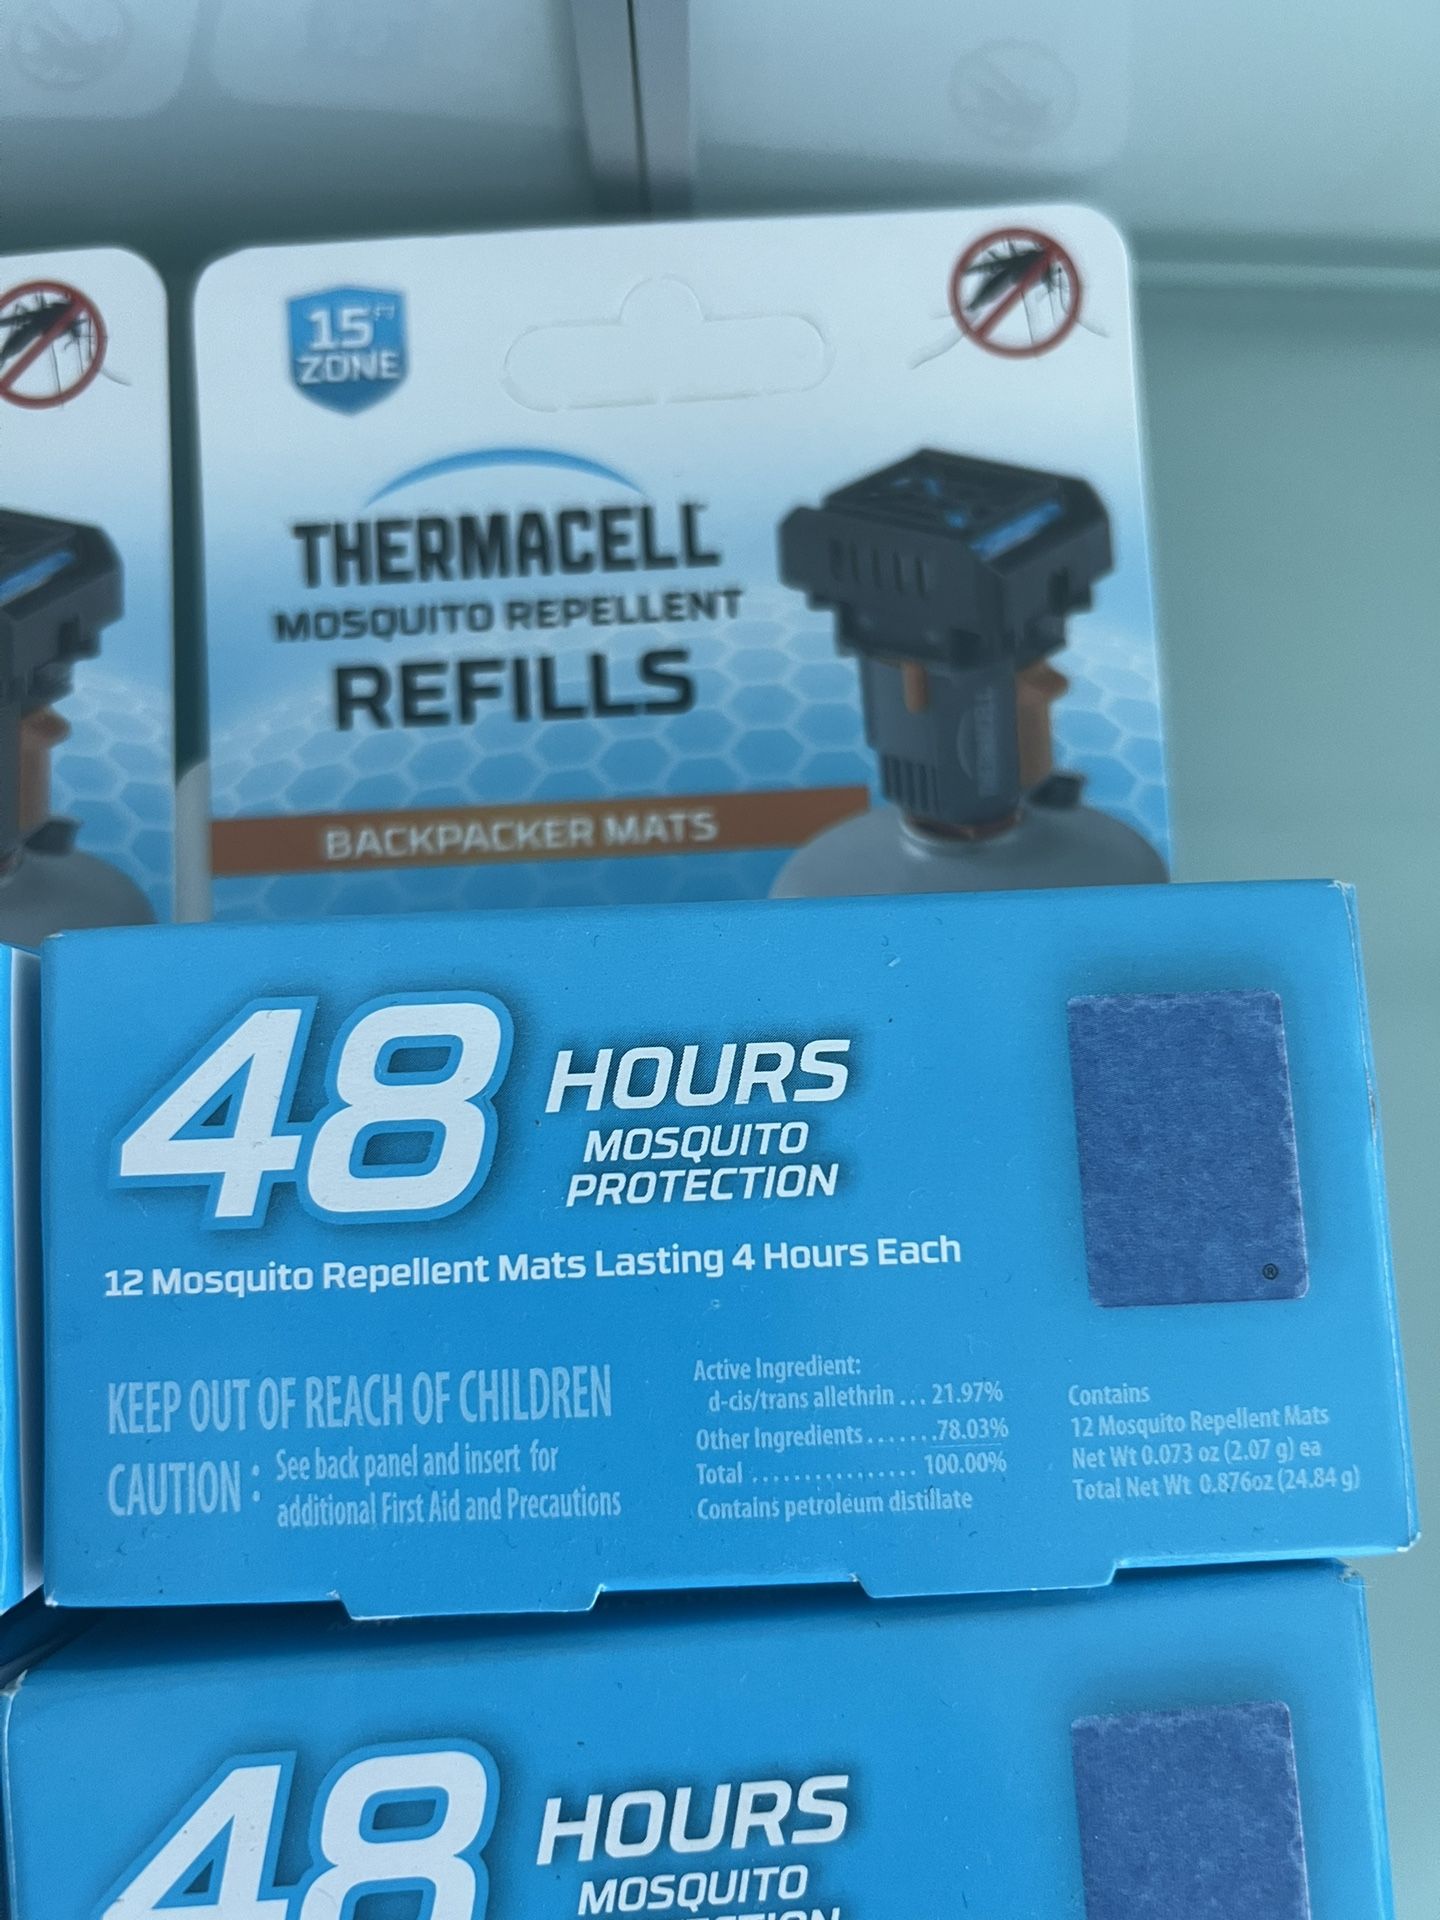 15FT
ZONE
THERMACELL
MOSQUITO REPELLENT
REFILLS
THERMACELL
BACKPACKER MATS
48 HOURS
MOSQUITO
PROTECTION
12 Mosquito Repellent Mats Lasting 4 Hours Each
®
KEEP OUT OF REACH OF CHILDREN
CAUTION: See back panel and insert for
additional First Aid and Precautions
Active Ingredient:
d-cis/trans allethrin ... 21.97%
Other Ingredients .......78.03%
Total ................ 100.00%
Contains petroleum distillate
Contains
12 Mosquito Repellent Mats
Net Wt 0.073 oz (2.07 g) ea
Total Net Wt 0.876oz (24.84 g)
48 HOURS
MOSQUITO